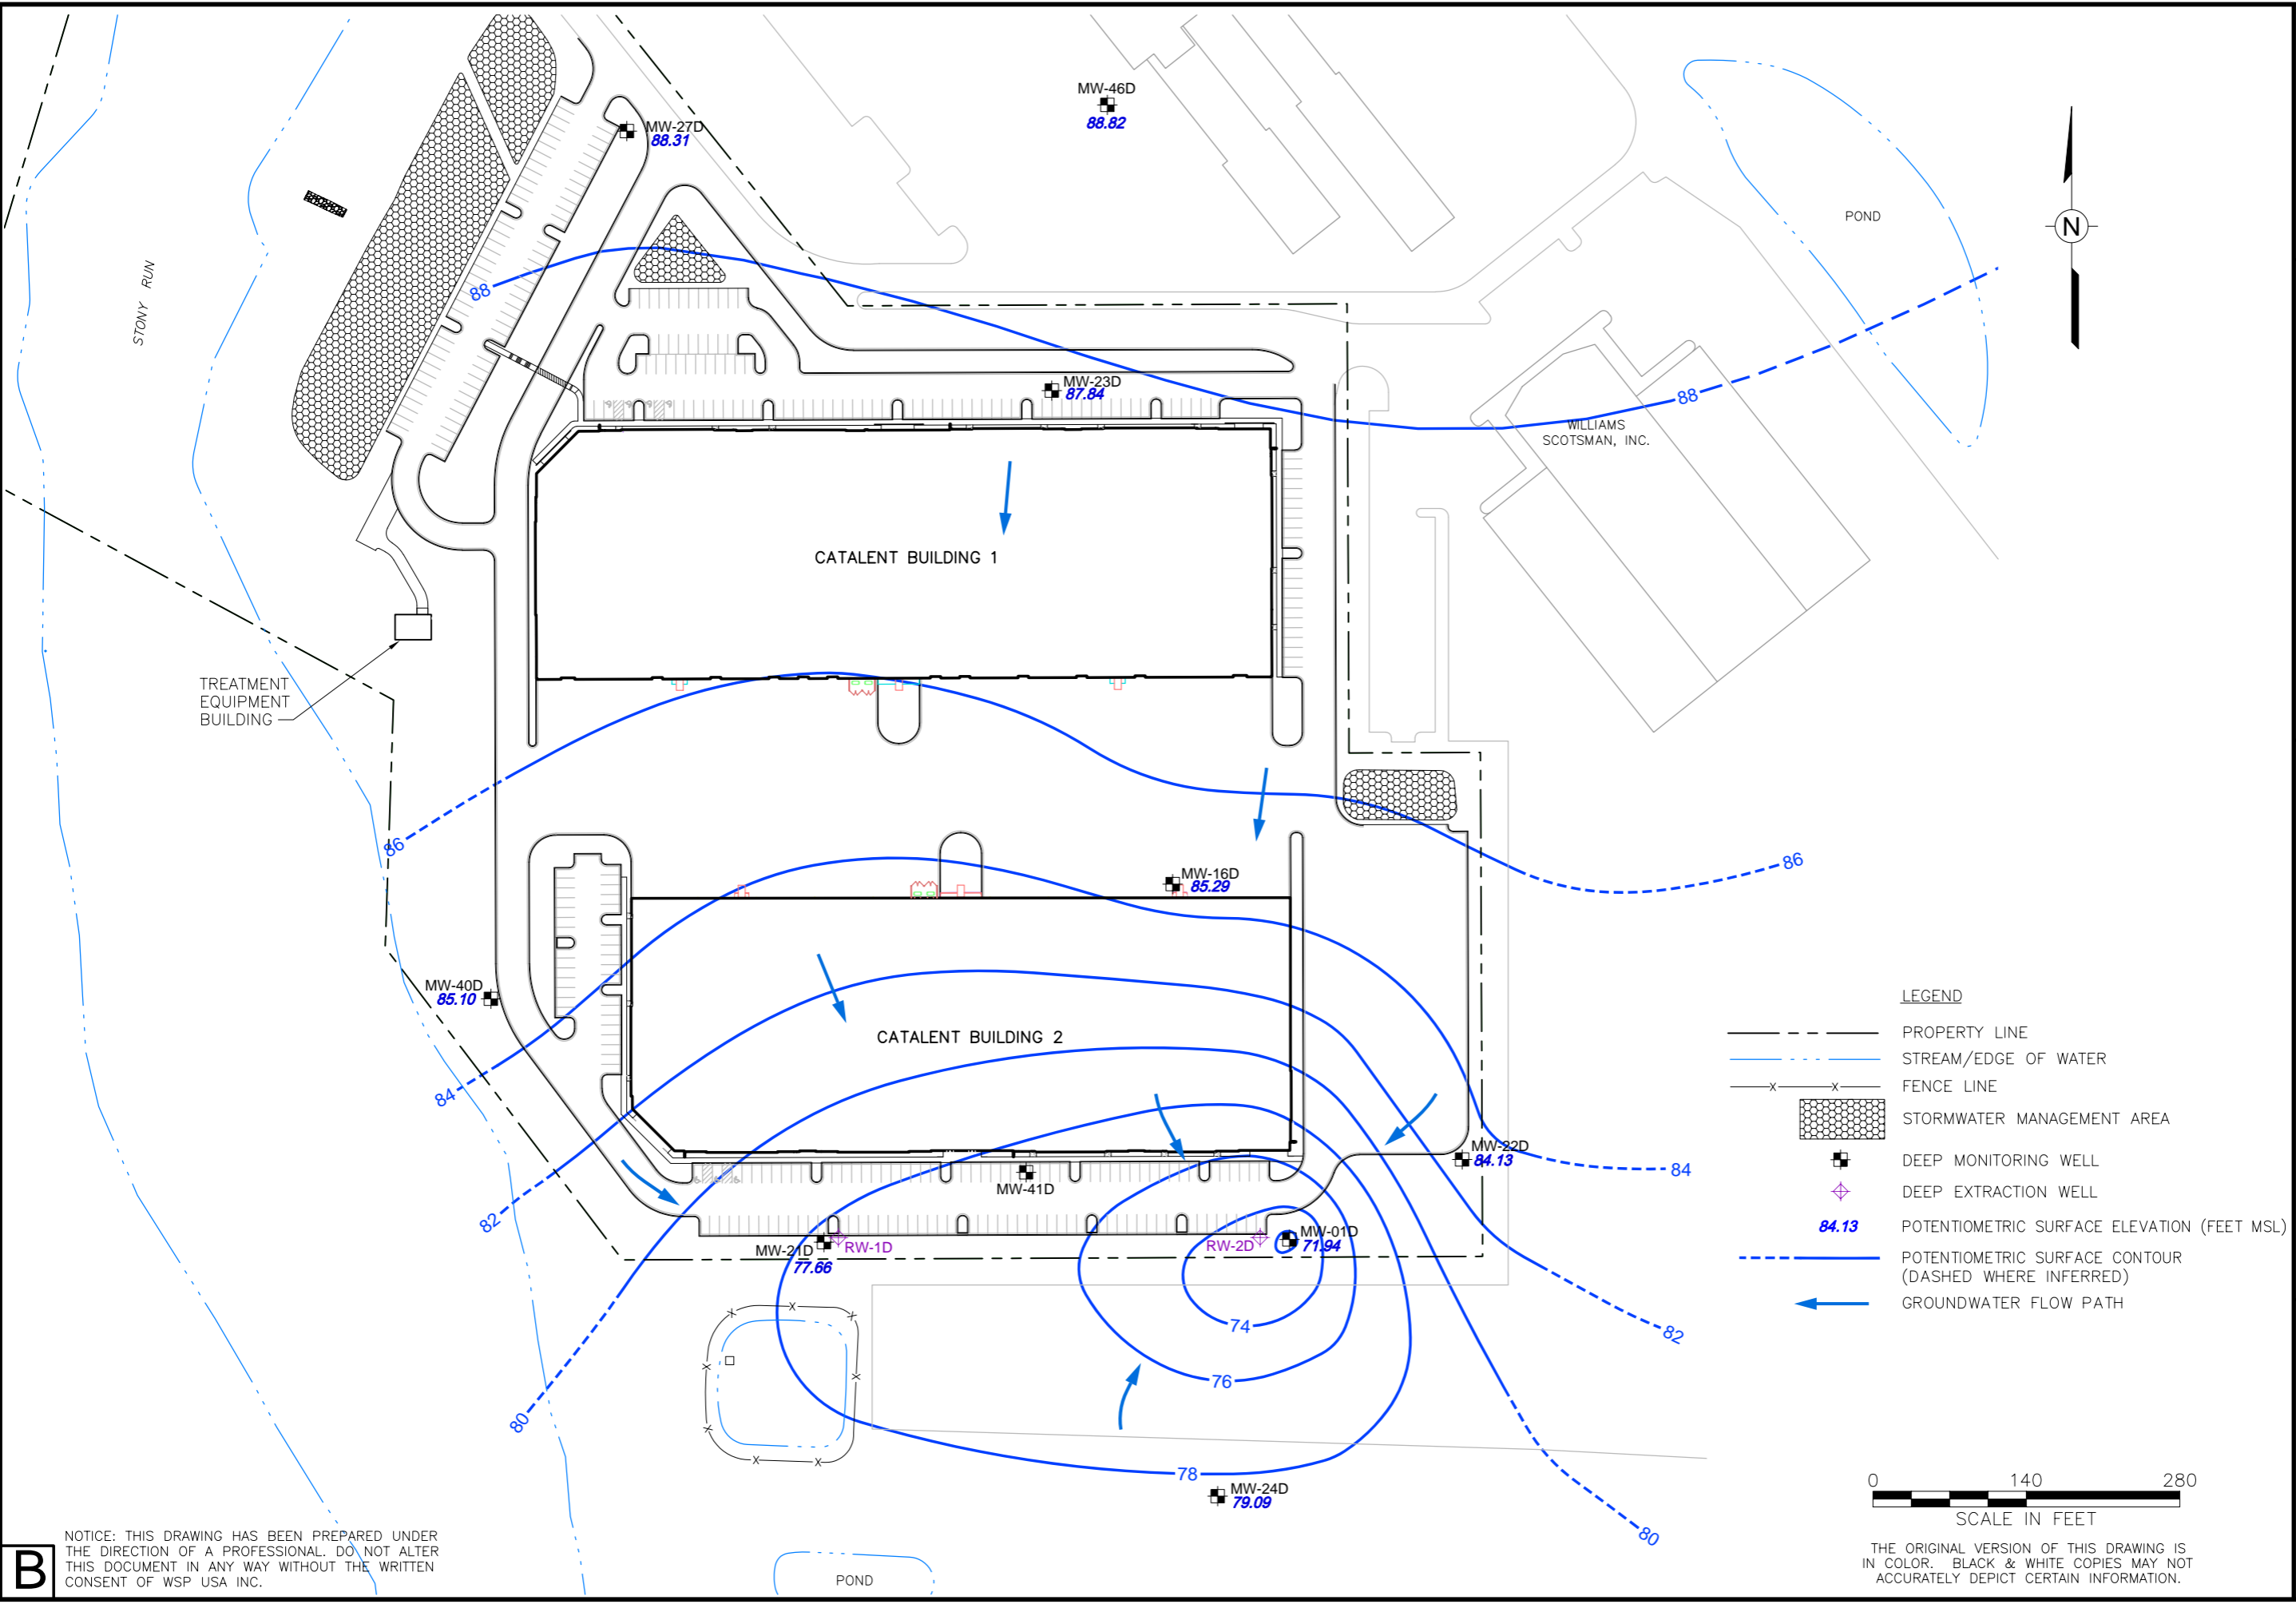 MW-46D
88.82
MW-27D
88.31
POND
N
STONY RUN
88
MW-23D
87.84
88
WILLIAMS
SCOTSMAN, INC.
CATALENT BUILDING 1
TREATMENT
EQUIPMENT
BUILDING
86
86
MW-16D
85.29
MW-40D
85.10
CATALENT BUILDING 2
84
MW-22D
84.13
84
MW-41D
82
MW-21D
RW-1D
77.66
RW-2D
MW-01D
71.94
74
82
76
80
78
MW-24D
79.09
80
LEGEND
PROPERTY LINE
STREAM/EDGE OF WATER
X X FENCE LINE
STORMWATER MANAGEMENT AREA
DEEP MONITORING WELL
DEEP EXTRACTION WELL
84.13 POTENTIOMETRIC SURFACE ELEVATION (FEET MSL)
POTENTIOMETRIC SURFACE CONTOUR
(DASHED WHERE INFERRED)
GROUNDWATER FLOW PATH
0 140 280
SCALE IN FEET
THE ORIGINAL VERSION OF THIS DRAWING IS
IN COLOR. BLACK & WHITE COPIES MAY NOT
ACCURATELY DEPICT CERTAIN INFORMATION.
POND
B
NOTICE: THIS DRAWING HAS BEEN PREPARED UNDER
THE DIRECTION OF A PROFESSIONAL. DO NOT ALTER
THIS DOCUMENT IN ANY WAY WITHOUT THE WRITTEN
CONSENT OF WSP USA INC.